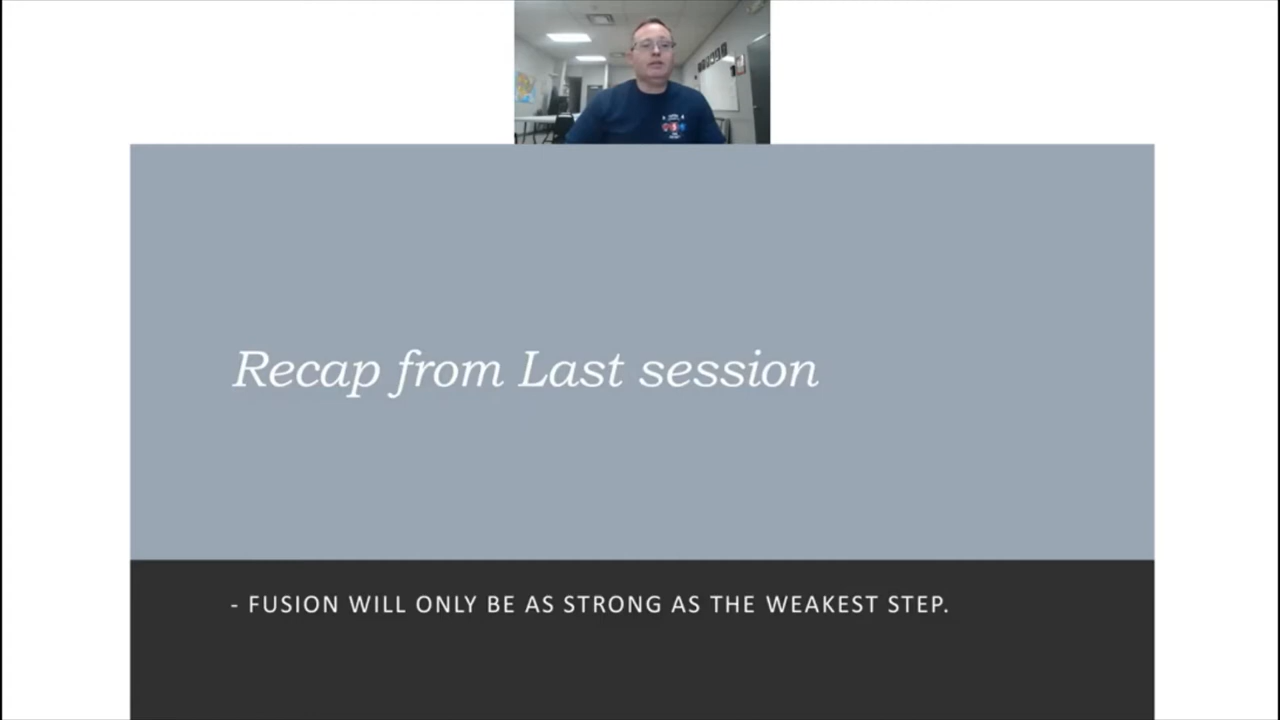 Recap from Last session
- FUSION WILL ONLY BE AS STRONG AS THE WEAKEST STEP.